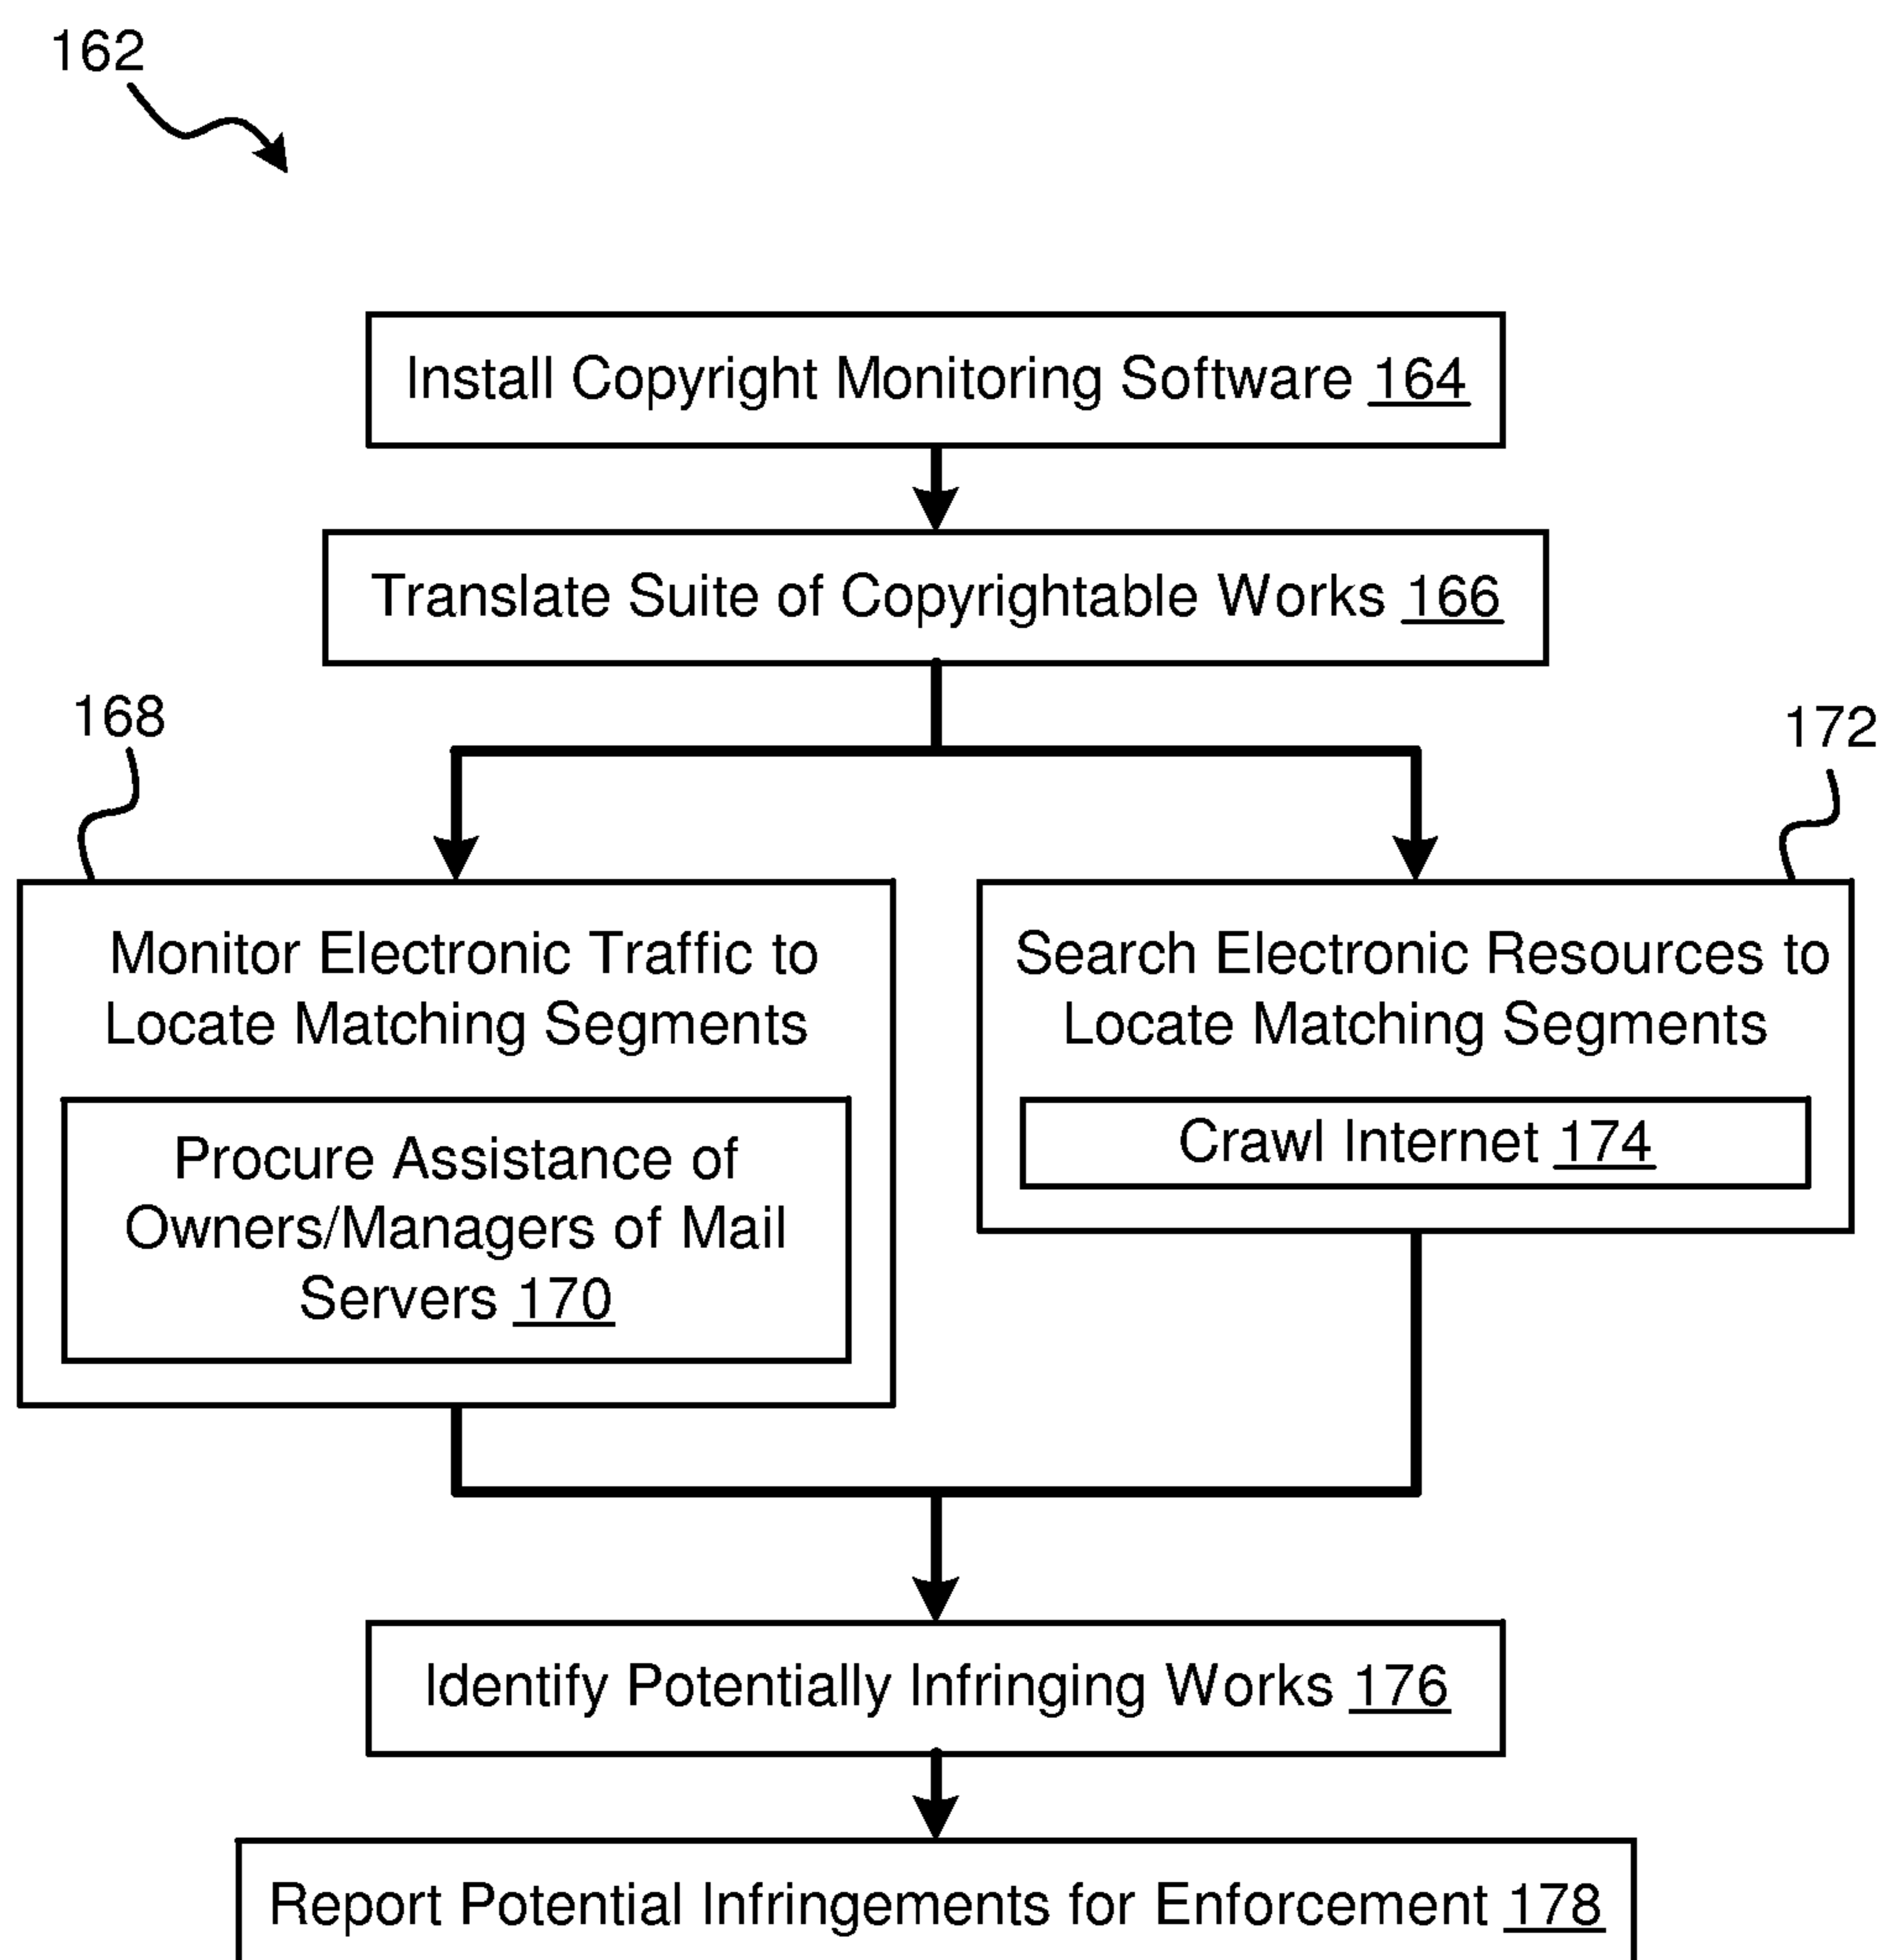 162
Install Copyright Monitoring Software 164
Translate Suite of Copyrightable Works 166
168
172
Monitor Electronic Traffic to
Locate Matching Segments
Procure Assistance of
Owners/Managers of Mail
Servers 170
Search Electronic Resources to
Locate Matching Segments
Crawl Internet 174
Identify Potentially Infringing Works 176
Report Potential Infringements for Enforcement 178